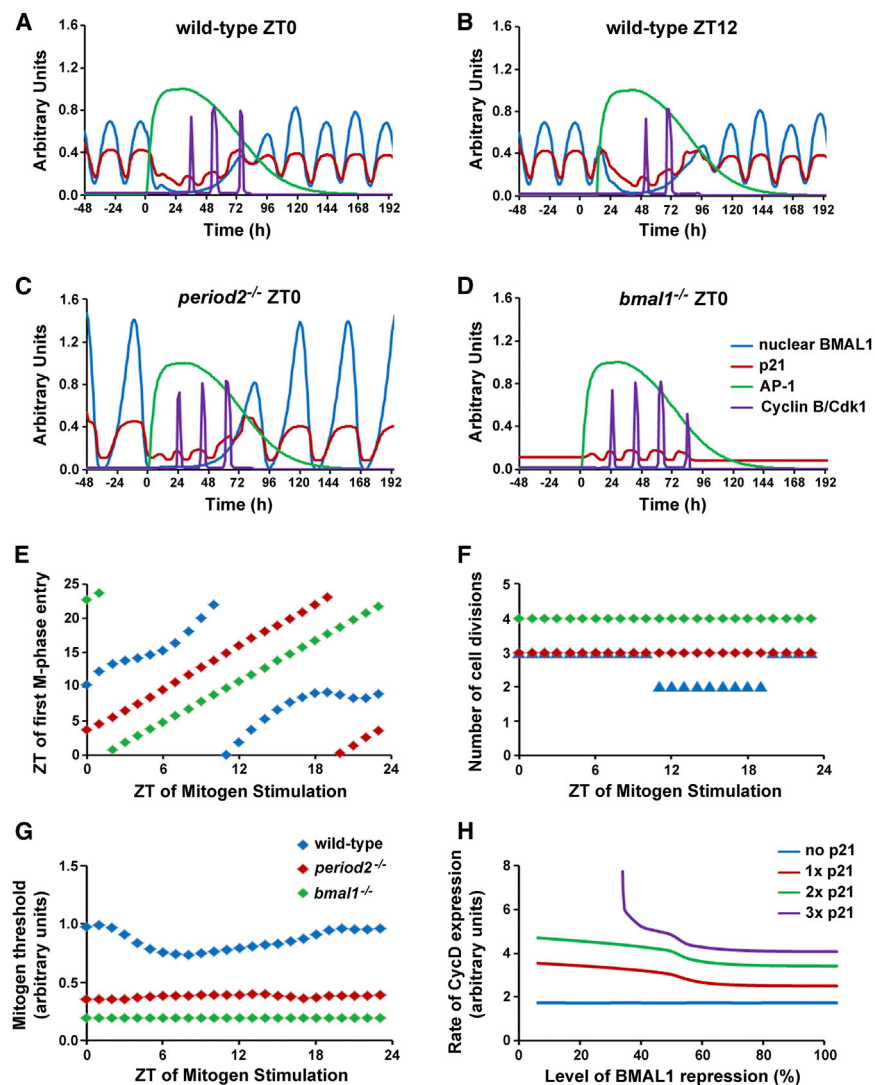 A
wild-type ZT0
Arbitrary Units
1.6
1.2
0.8
0.4
0.0
-48 -24 0 24 48 72 96 120 144 168 192
Time (h)
B
wild-type ZT12
Arbitrary Units
1.6
1.2
0.8
0.4
0.0
-48 -24 0 24 48 72 96 120 144 168 192
Time (h)
C
period2-/- ZT0
Arbitrary Units
1.6
1.2
0.8
0.4
0.0
-48 -24 0 24 48 72 96 120 144 168 192
Time (h)
D
bmal1-/- ZT0
Arbitrary Units
1.6
1.2
0.8
0.4
0.0
-48 -24 0 24 48 72 96 120 144 168 192
Time (h)
nuclear BMAL1
p21
AP-1
Cyclin B/Cdk1
E
ZT of first M-phase entry
25
20
15
10
5
0
0 6 12 18 24
ZT of Mitogen Stimulation
F
Number of cell divisions
5
4
3
2
1
0
0 6 12 18 24
ZT of Mitogen Stimulation
G
Mitogen threshold
(arbitrary units)
1.5
1.0
0.5
0
0 6 12 18 24
ZT of Mitogen Stimulation
wild-type
period2-/-
bmal1-/-
H
Rate of CycD expression
(arbitrary units)
8
6
4
2
0
0 20 40 60 80 100
Level of BMAL1 repression (%)
no p21
1x p21
2x p21
3x p21